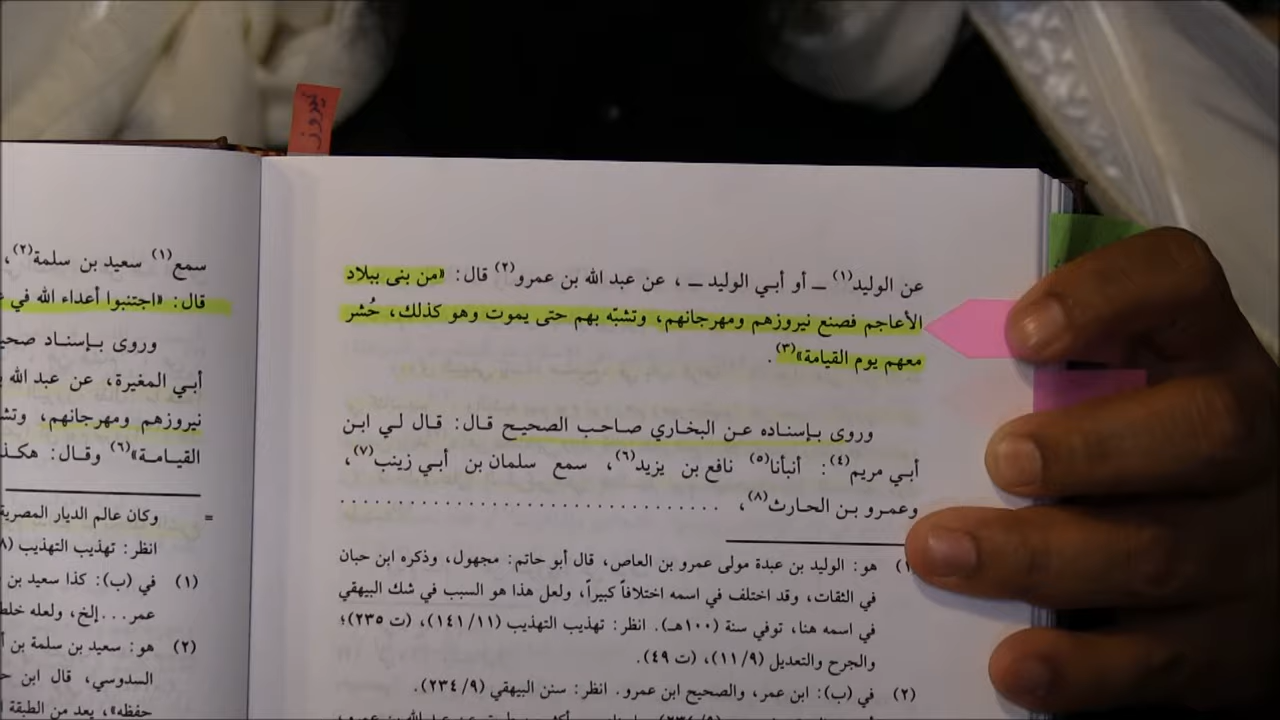 نيروز
عن الوليد(١) ــ أو أبي الوليد ــ ، عن عبد الله بن عمرو(٢) قال: «من بنى ببلاد
الأعاجم فصنع نيروزهم ومهرجانهم، وتشبّه بهم حتى يموت وهو كذلك، حُشر
معهم يوم القيامة»(٣) .
وروى بإسناده عن البخاري صاحب الصحيح قال: قال لي ابن
أبي مريم(٤): أنبأنا(٥) نافع بن يزيد(٦)، سمع سلمان بن أبي زينب(٧)،
وعمرو بن الحارث(٨)، . . . . . . . . . . . . . . . . . . . . . . . . . . . . . .
(١) هو: الوليد بن عبدة مولى عمرو بن العاص، قال أبو حاتم: مجهول، وذكره ابن حبان
في الثقات، وقد اختلف في اسمه اختلافاً كبيراً، ولعل هذا هو السبب في شك البيهقي
في اسمه هنا، توفي سنة (١٠٠هـ). انظر: تهذيب التهذيب (١٤١/١١)، (ت ٢٣٥)؛
والجرح والتعديل (١١/٩)، (ت ٤٩).
(٢) في (ب): ابن عمر، والصحيح ابن عمرو. انظر: سنن البيهقي (٢٣٤/٩).
سمع(١) سعيد بن سلمة(٢)،
قال: «اجتنبوا أعداء الله في
وروى بإسناد
أبي المغيرة، عن عبد الله
نيروزهم ومهرجانهم،
القيامة»(٦) وقال:
= وكان عالم الديار المصرية
انظر: تهذيب التهذيب
(١) في (ب): كذا سعيد بن
عمر...إلخ، ولعله
(٢) هو: سعيد بن سلمة بن
السدوسي، قال ابن
حفظه»، يعد من الطبقة